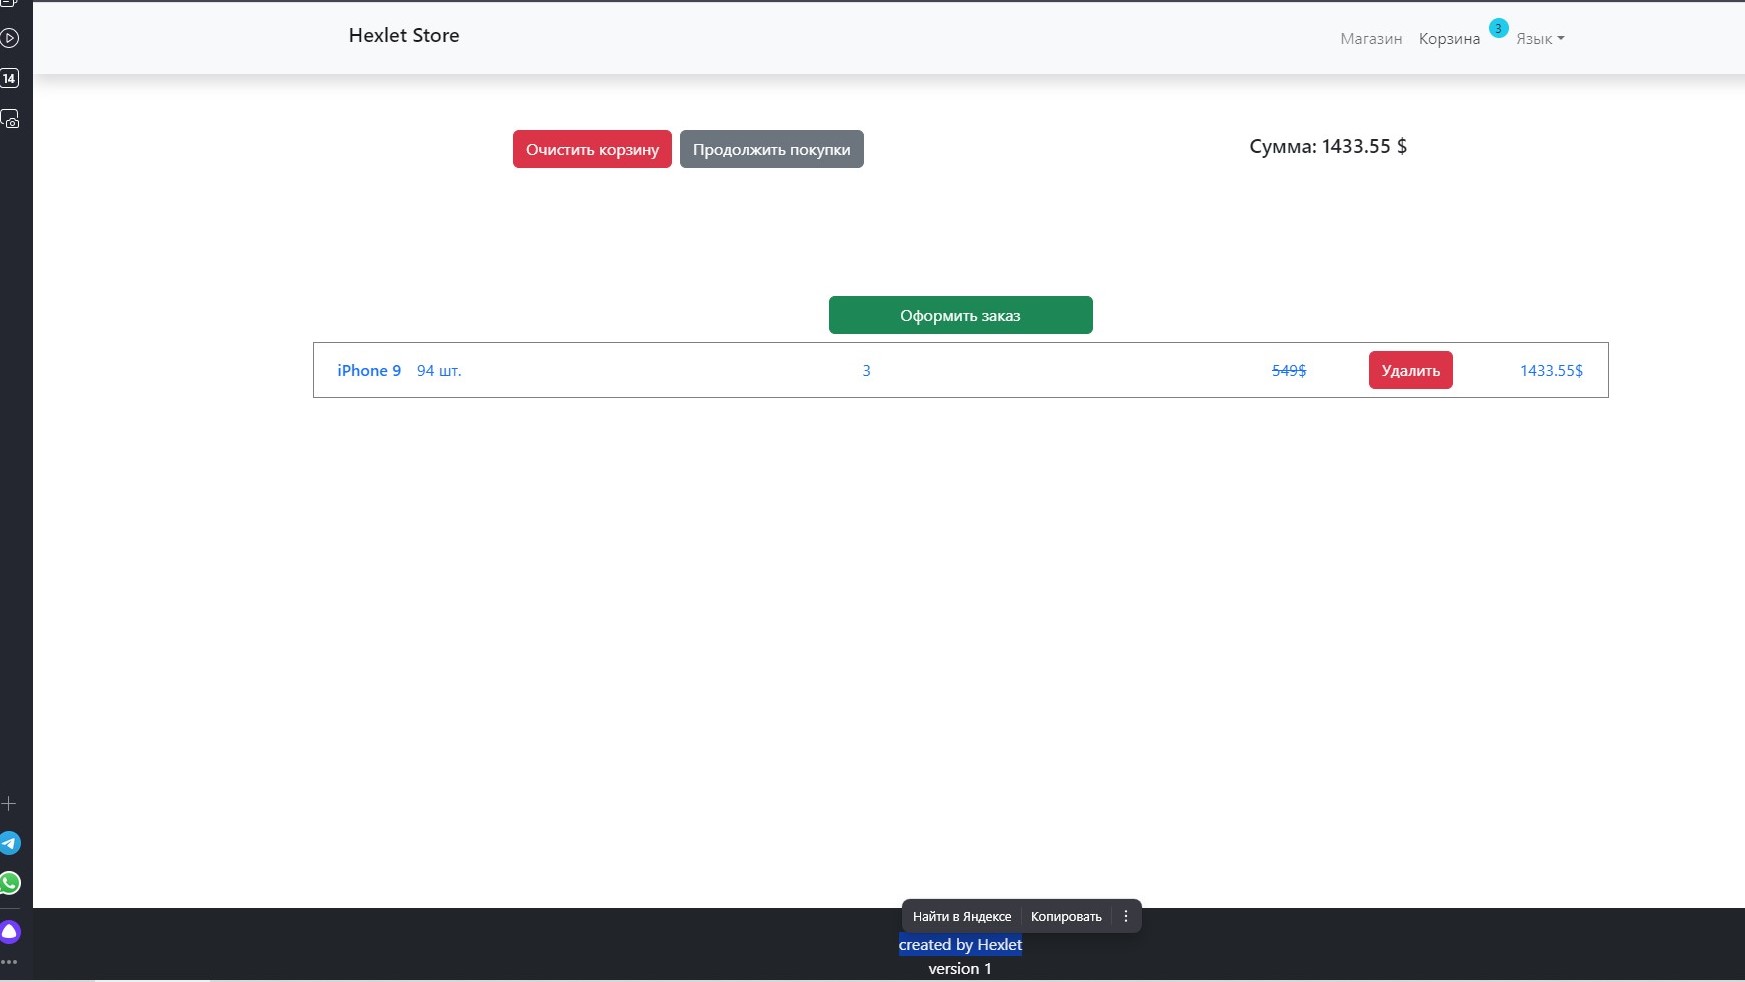 Hexlet Store
Магазин Корзина 3 Язык
14
Очистить корзину Продолжить покупки Сумма: 1433.55 $
Оформить заказ
iPhone 9 94 шт. 3 549$ Удалить 1433.55$
Найти в Яндексе Копировать
created by Hexlet
version 1